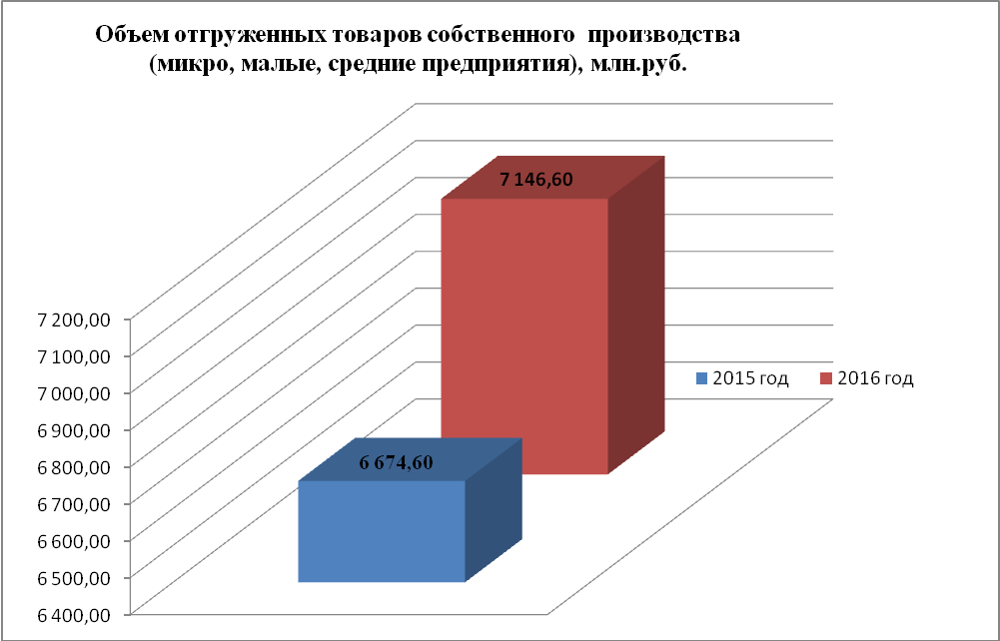 Объем отгруженных товаров собственного производства
(микро, малые, средние предприятия), млн.руб.
7 146,60
7 200,00
7 100,00
7 000,00
6 900,00
6 800,00
6 700,00
6 600,00
6 500,00
6 400,00
6 674,60
2015 год
2016 год